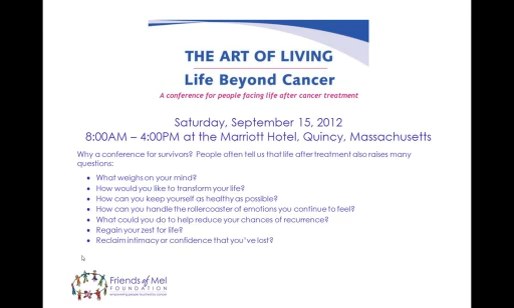 THE ART OF LIVING
Life Beyond Cancer
A conference for people facing life after cancer treatment
Saturday, September 15, 2012
8:00AM – 4:00PM at the Marriott Hotel, Quincy, Massachusetts
Why a conference for survivors? People often tell us that life after treatment also raises many
questions:
• What weighs on your mind?
• How would you like to transform your life?
• How can you keep yourself as healthy as possible?
• How can you handle the rollercoaster of emotions you continue to feel?
• What could you do to help reduce your chances of recurrence?
• Regain your zest for life?
• Reclaim intimacy or confidence that you've lost?
Friends of Mel
FOUNDATION